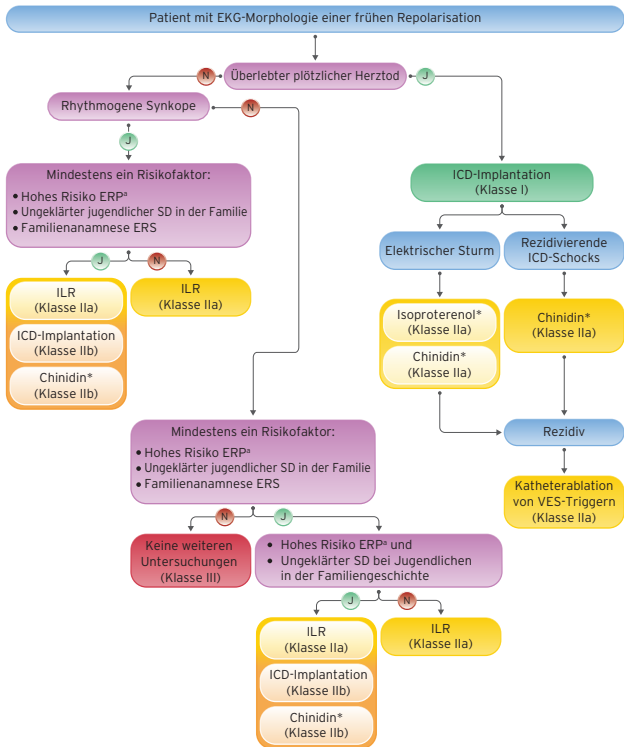 Patient mit EKG-Morphologie einer frühen Repolarisation
N
Überlebter plötzlicher Herztod
J
Rhythmogene Synkope
N
J
Mindestens ein Risikofaktor:
• Hohes Risiko ERPª
• Ungeklärter jugendlicher SD in der Familie
• Familienanamnese ERS
J
N
ILR
(Klasse IIa)
ICD-Implantation
(Klasse IIb)
Chinidin*
(Klasse IIb)
ILR
(Klasse IIa)
ICD-Implantation
(Klasse I)
Elektrischer Sturm
Rezidivierende
ICD-Schocks
Isoproterenol*
(Klasse IIa)
Chinidin*
(Klasse IIa)
Chinidin*
(Klasse IIa)
Rezidiv
Katheterablation
von VES-Triggern
(Klasse IIa)
Mindestens ein Risikofaktor:
• Hohes Risiko ERPª
• Ungeklärter jugendlicher SD in der Familie
• Familienanamnese ERS
N
J
Keine weiteren
Untersuchungen
(Klasse III)
• Hohes Risiko ERPª und
• Ungeklärter SD bei Jugendlichen
in der Familiengeschichte
J
N
ILR
(Klasse IIa)
ICD-Implantation
(Klasse IIb)
Chinidin*
(Klasse IIb)
ILR
(Klasse IIa)